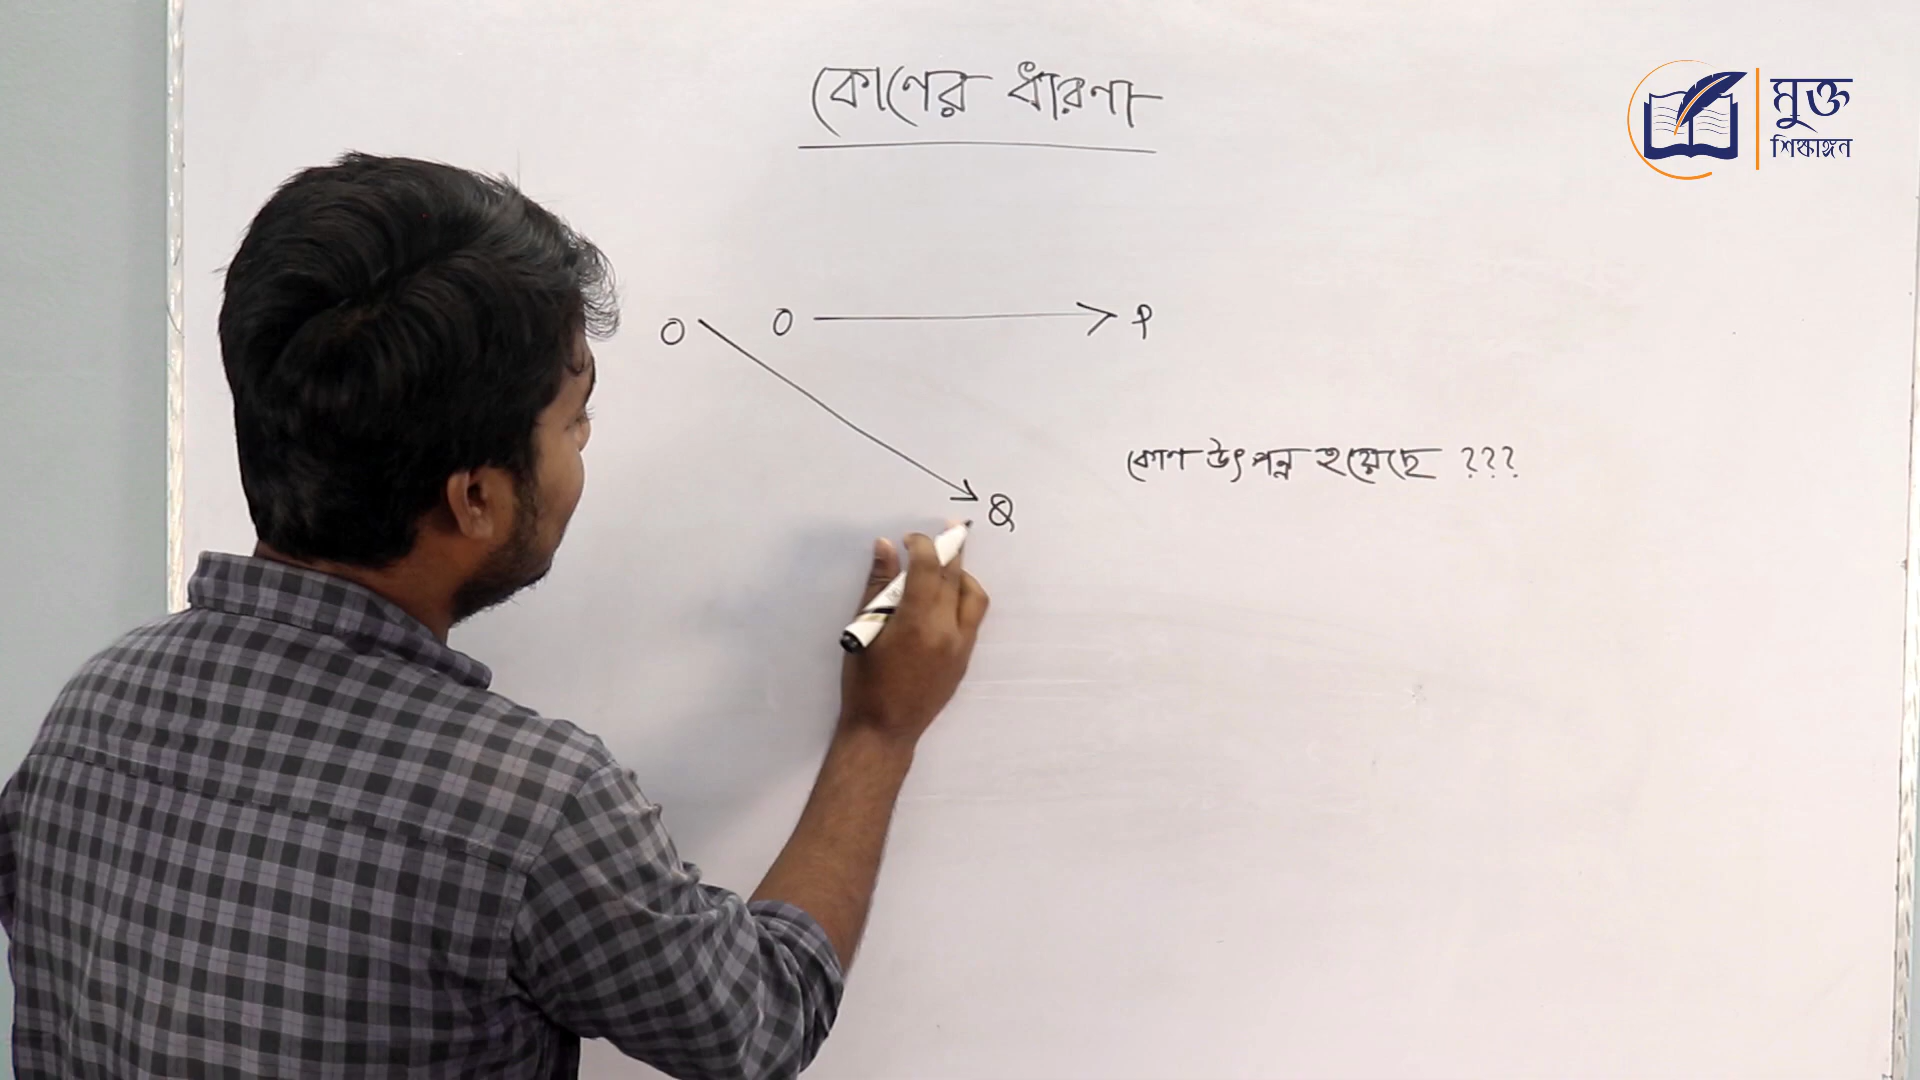 কোণের ধারণা
মুক্ত
শিক্ষাঙ্গন
O O P
Q
কোণ উৎপন্ন হয়েছে ???